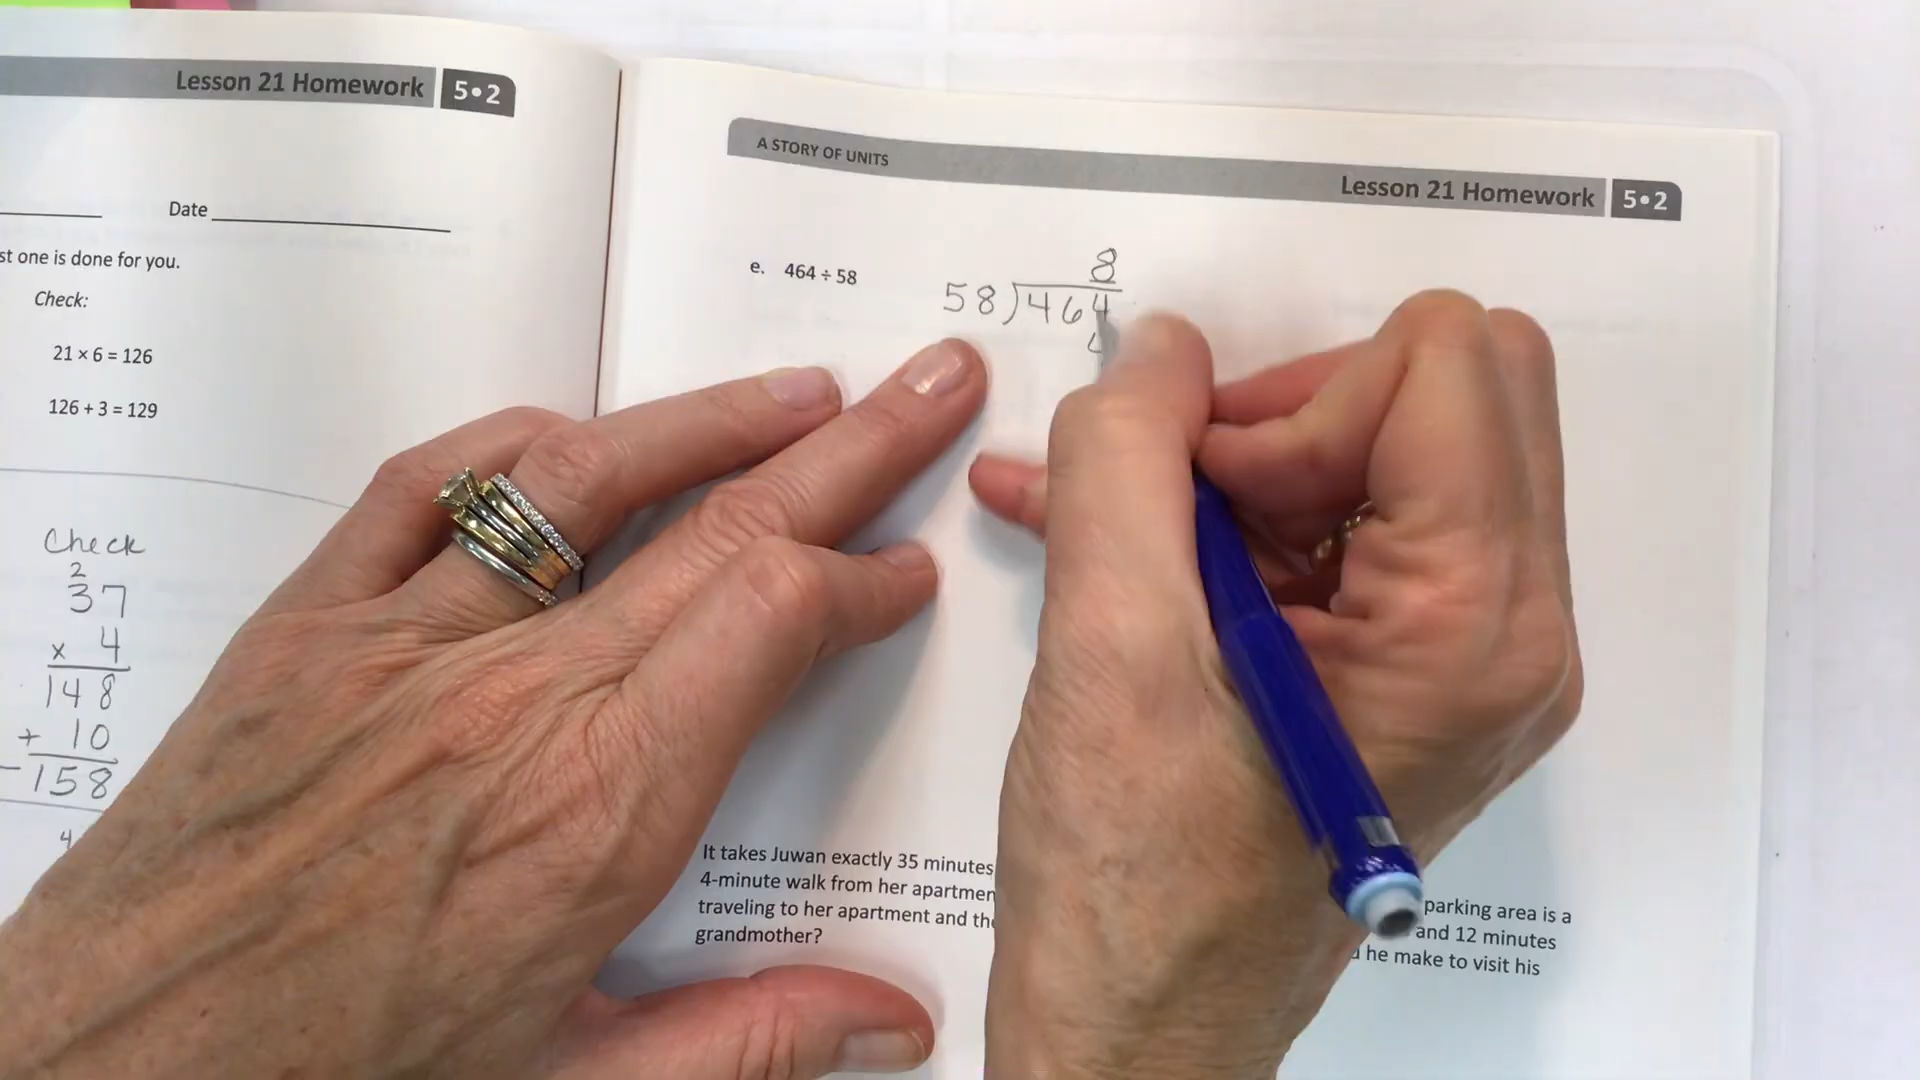 Lesson 21 Homework 5•2
Date
st one is done for you.
Check:
21 × 6 = 126
126 + 3 = 129
Check
2
37
x 4
148
+ 10
158
4
A STORY OF UNITS
Lesson 21 Homework 5•2
e. 464 ÷ 58
8
58)464
It takes Juwan exactly 35 minutes parking area is a
4-minute walk from her apartmen and 12 minutes
traveling to her apartment and the he make to visit his
grandmother?